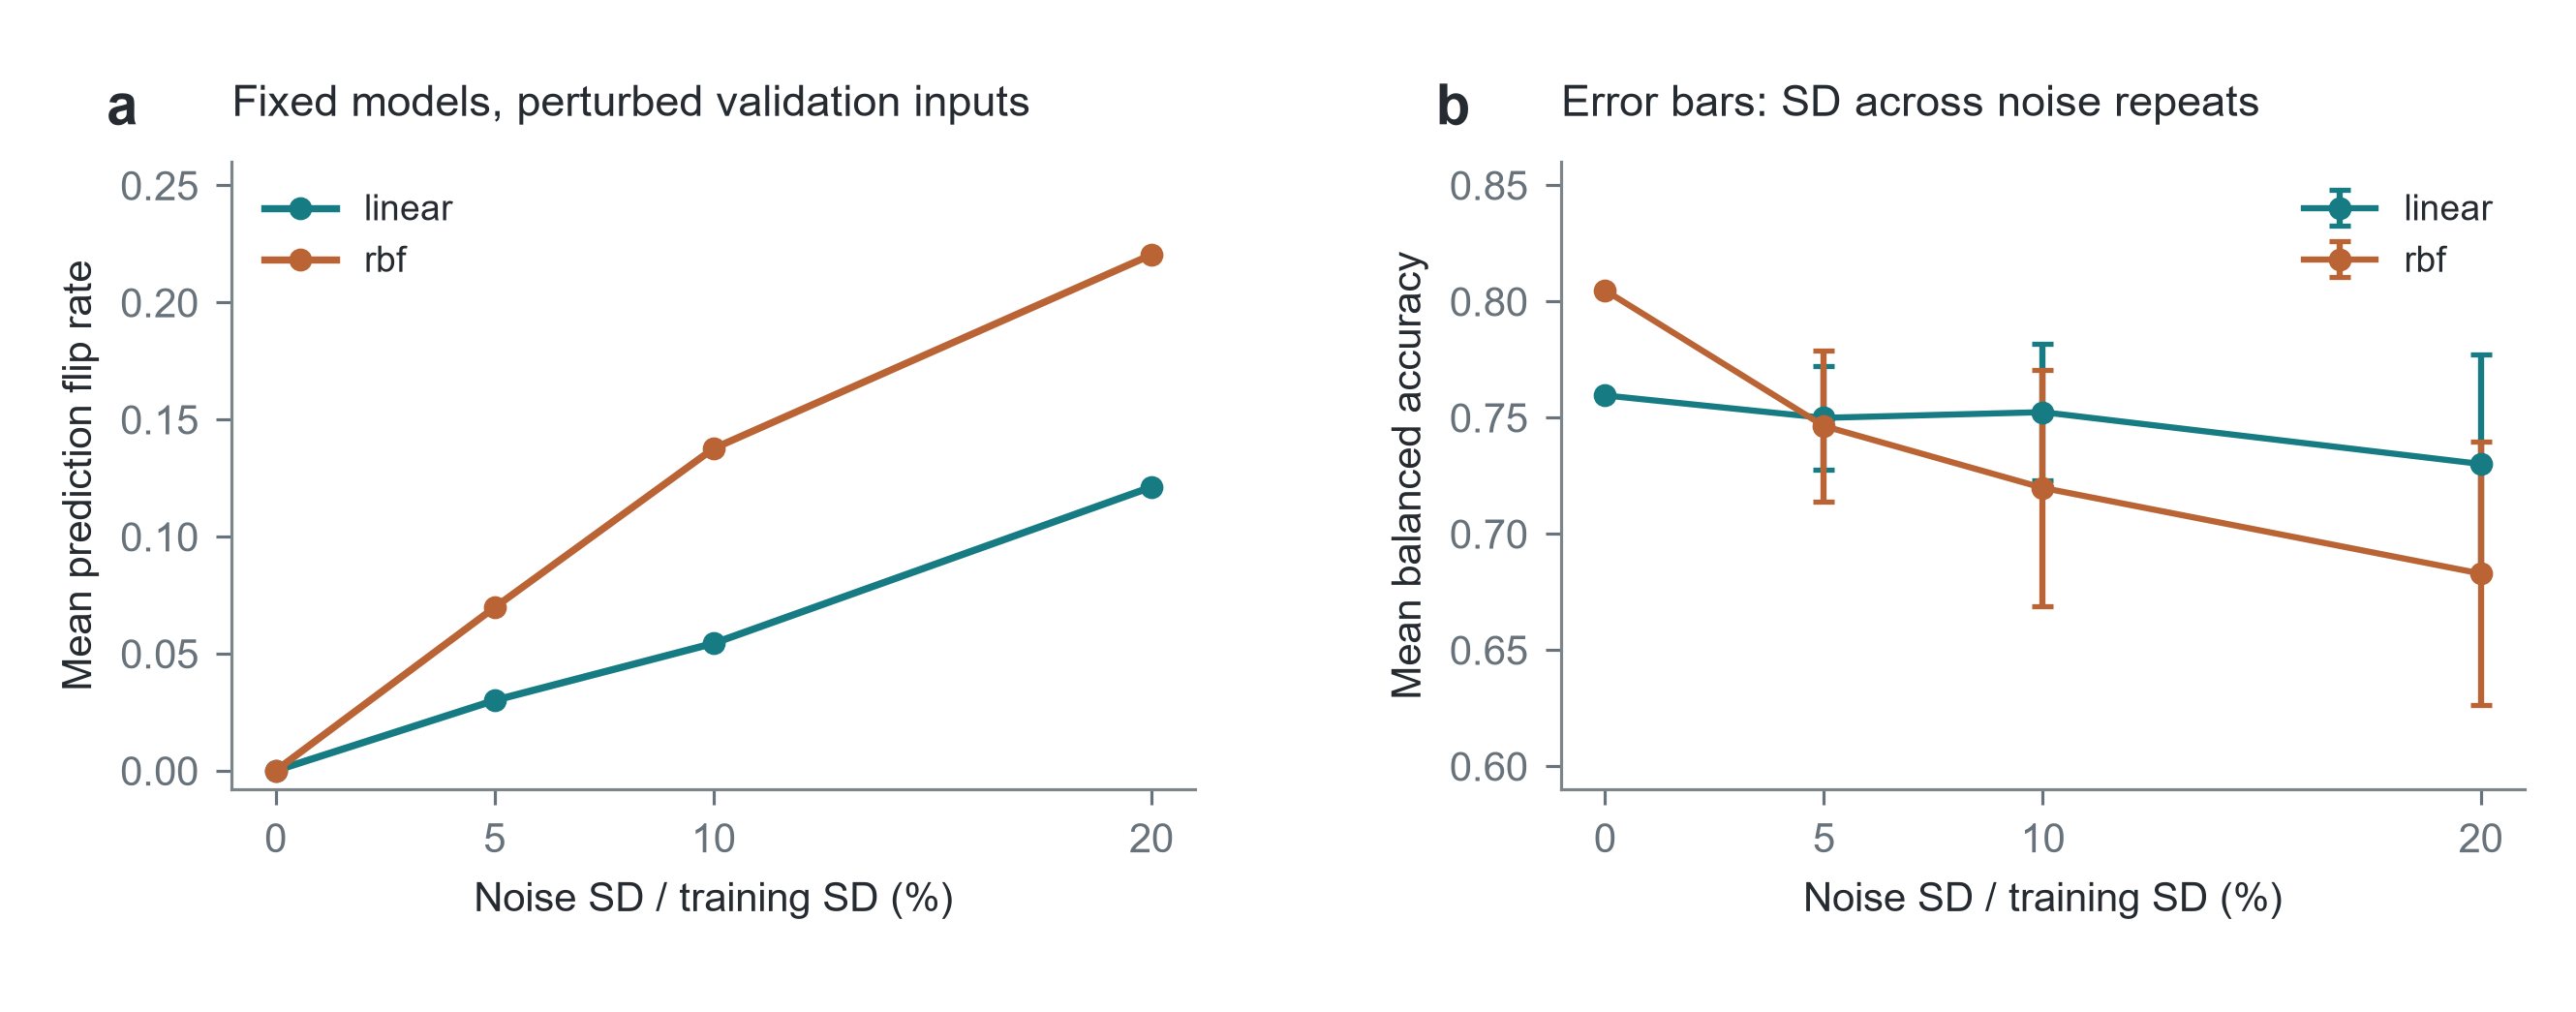 a
Fixed models, perturbed validation inputs
Mean prediction flip rate
0.25
0.20
0.15
0.10
0.05
0.00
linear
rbf
0
5
10
20
Noise SD / training SD (%)
b
Error bars: SD across noise repeats
Mean balanced accuracy
0.85
0.80
0.75
0.70
0.65
0.60
linear
rbf
0
5
10
20
Noise SD / training SD (%)